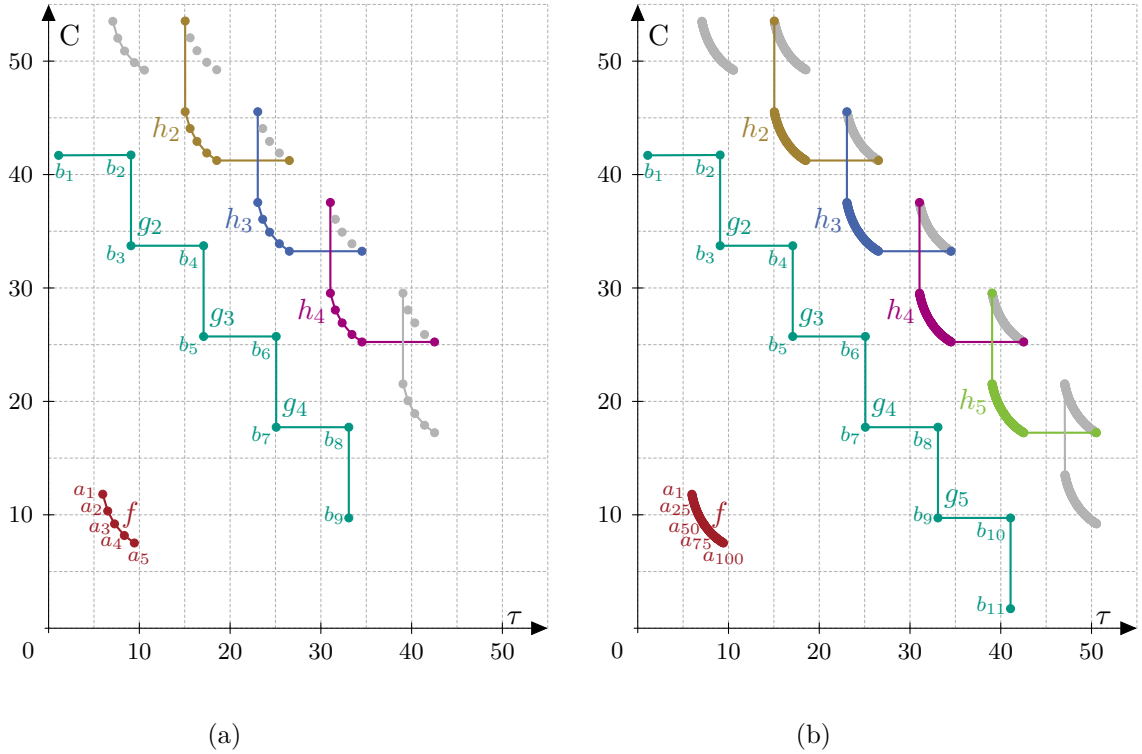 C
50
40
30
20
10
0
10
20
30
40
τ
h₂
h₃
h₄
b₁
b₂
g₂
b₃
b₄
g₃
b₅
b₆
g₄
b₇
b₈
b₉
a₁
a₂
a₃
a₄
a₅
f
(a)
C
50
40
30
20
10
0
10
20
30
40
50
τ
h₂
h₃
h₄
h₅
b₁
b₂
g₂
b₃
b₄
g₃
b₅
b₆
g₄
b₇
b₈
g₅
b₉
b₁₀
b₁₁
a₁
a₂₅
a₅₀
a₇₅
a₁₀₀
f
(b)